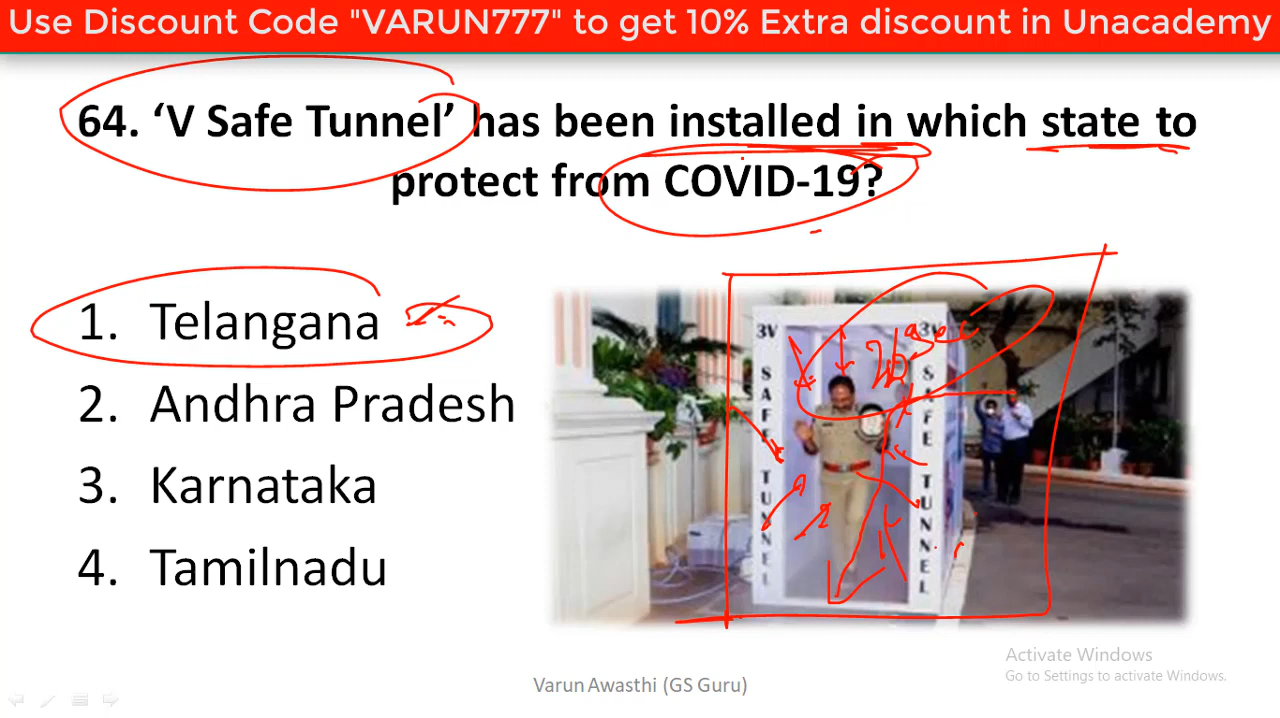 Use Discount Code "VARUN777" to get 10% Extra discount in Unacademy
64. ‘V Safe Tunnel’ has been installed in which state to
protect from COVID-19?
1. Telangana
2. Andhra Pradesh
3. Karnataka
4. Tamilnadu
3V SAFE TUNNEL
3V SAFE TUNNEL
Activate Windows
Go to Settings to activate Windows.
Varun Awasthi (GS Guru)